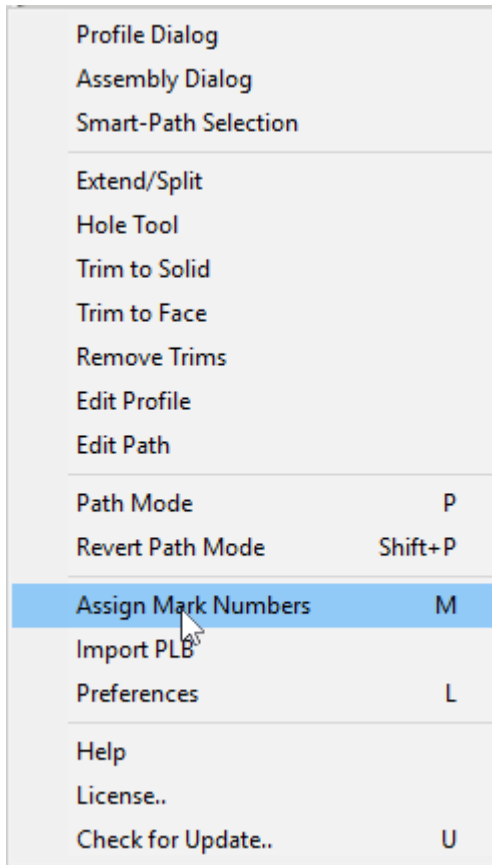 Profile Dialog
Assembly Dialog
Smart-Path Selection
Extend/Split
Hole Tool
Trim to Solid
Trim to Face
Remove Trims
Edit Profile
Edit Path
Path Mode P
Revert Path Mode Shift+P
Assign Mark Numbers M
Import PLB
Preferences L
Help
License..
Check for Update.. U